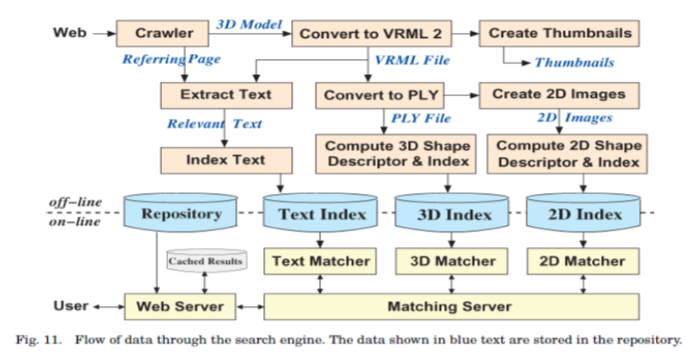 3D Model
Web
Crawler
Convert to VRML 2
Create Thumbnails
Referring Page
VRML File
Thumbnails
Extract Text
Convert to PLY
Create 2D Images
Relevant Text
PLY File
2D Images
Index Text
Compute 3D Shape
Descriptor & Index
Compute 2D Shape
Descriptor & Index
off-line
on-line
Repository
Text Index
3D Index
2D Index
Cached Results
Text Matcher
3D Matcher
2D Matcher
User
Web Server
Matching Server
Fig. 11. Flow of data through the search engine. The data shown in blue text are stored in the repository.